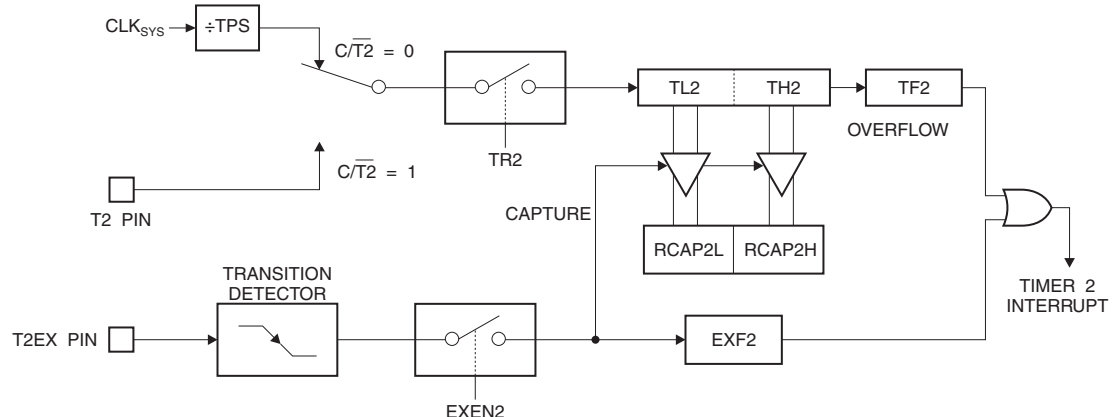 CLKSYS
÷TPS
C/T2 = 0
TL2
TH2
TF2
OVERFLOW
TR2
C/T2 = 1
T2 PIN
CAPTURE
RCAP2L
RCAP2H
TRANSITION
DETECTOR
TIMER 2
INTERRUPT
T2EX PIN
EXF2
EXEN2